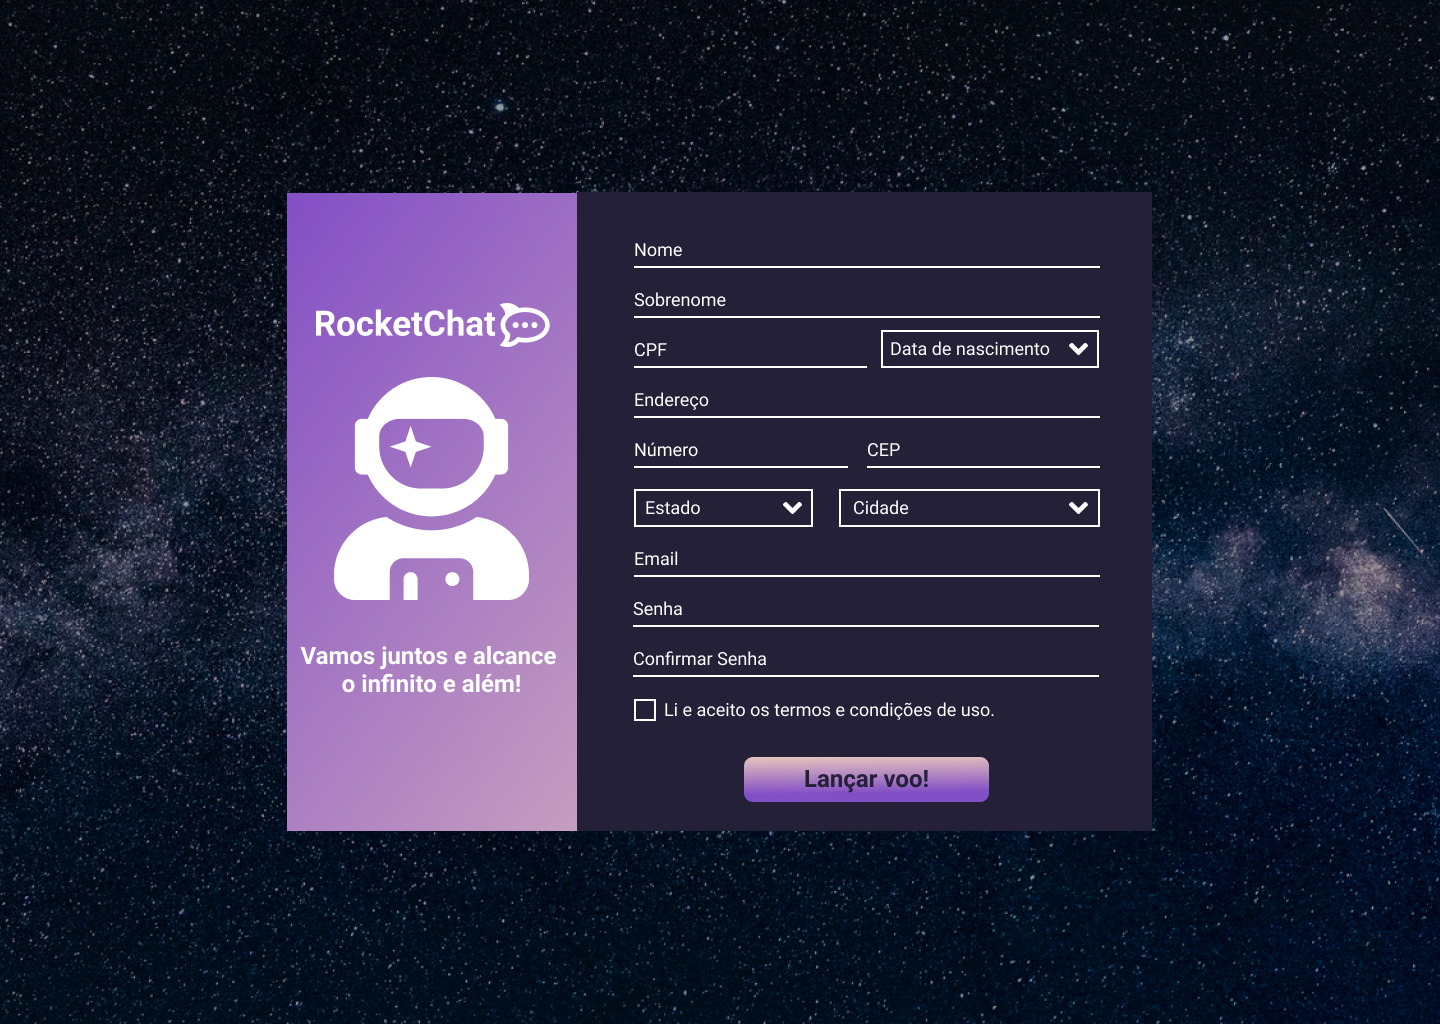 RocketChat
Vamos juntos e alcance
o infinito e além!
Nome
Sobrenome
CPF
Data de nascimento
Endereço
Número
CEP
Estado
Cidade
Email
Senha
Confirmar Senha
Li e aceito os termos e condições de uso.
Lançar voo!